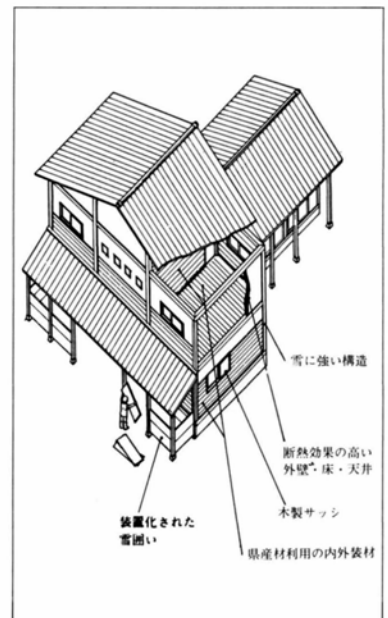 雪に強い構造
断熱効果の高い
外壁・床・天井
木製サッシ
県産材利用の内外装材
装置化された
雪囲い